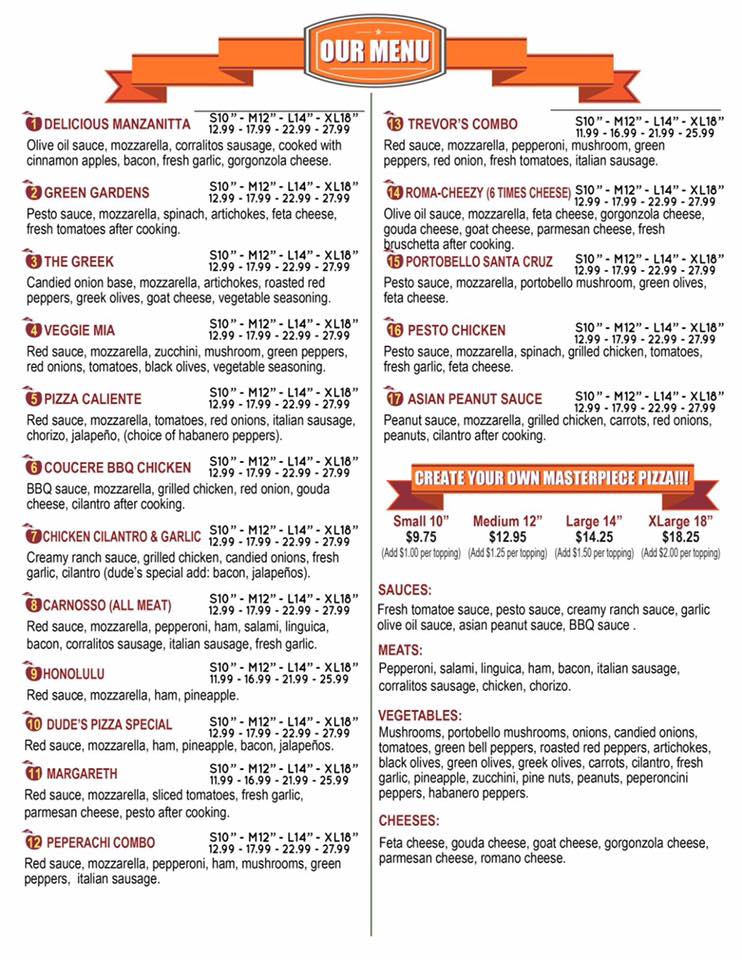 OUR MENU
1 DELICIOUS MANZANITTA S10" - M12" - L14" - XL18"
12.99 - 17.99 - 22.99 - 27.99
Olive oil sauce, mozzarella, corralitos sausage, cooked with
cinnamon apples, bacon, fresh garlic, gorgonzola cheese.
2 GREEN GARDENS S10" - M12" - L14" - XL18"
12.99 - 17.99 - 22.99 - 27.99
Pesto sauce, mozzarella, spinach, artichokes, feta cheese,
fresh tomatoes after cooking.
3 THE GREEK S10" - M12" - L14" - XL18"
12.99 - 17.99 - 22.99 - 27.99
Candied onion base, mozzarella, artichokes, roasted red
peppers, greek olives, goat cheese, vegetable seasoning.
4 VEGGIE MIA S10" - M12" - L14" - XL18"
12.99 - 17.99 - 22.99 - 27.99
Red sauce, mozzarella, zucchini, mushroom, green peppers,
red onions, tomatoes, black olives, vegetable seasoning.
5 PIZZA CALIENTE S10" - M12" - L14" - XL18"
12.99 - 17.99 - 22.99 - 27.99
Red sauce, mozzarella, tomatoes, red onions, italian sausage,
chorizo, jalapeño, (choice of habanero peppers).
6 COUCERE BBQ CHICKEN S10" - M12" - L14" - XL18"
12.99 - 17.99 - 22.99 - 27.99
BBQ sauce, mozzarella, grilled chicken, red onion, gouda
cheese, cilantro after cooking.
7 CHICKEN CILANTRO & GARLIC S10" - M12" - L14" - XL18"
12.99 - 17.99 - 22.99 - 27.99
Creamy ranch sauce, grilled chicken, candied onions, fresh
garlic, cilantro (dude's special add: bacon, jalapeños).
8 CARNOSSO (ALL MEAT) S10" - M12" - L14" - XL18"
12.99 - 17.99 - 22.99 - 27.99
Red sauce, mozzarella, pepperoni, ham, salami, linguica,
bacon, corralitos sausage, italian sausage, fresh garlic.
9 HONOLULU S10" - M12" - L14" - XL18"
11.99 - 16.99 - 21.99 - 25.99
Red sauce, mozzarella, ham, pineapple.
10 DUDE'S PIZZA SPECIAL S10" - M12" - L14" - XL18"
12.99 - 17.99 - 22.99 - 27.99
Red sauce, mozzarella, ham, pineapple, bacon, jalapeños.
11 MARGARETH S10" - M12" - L14" - XL18"
11.99 - 16.99 - 21.99 - 25.99
Red sauce, mozzarella, sliced tomatoes, fresh garlic,
parmesan cheese, pesto after cooking.
12 PEPERACHI COMBO S10" - M12" - L14" - XL18"
12.99 - 17.99 - 22.99 - 27.99
Red sauce, mozzarella, pepperoni, ham, mushrooms, green
peppers, italian sausage.
13 TREVOR'S COMBO S10" - M12" - L14" - XL18"
11.99 - 16.99 - 21.99 - 25.99
Red sauce, mozzarella, pepperoni, mushroom, green
peppers, red onion, fresh tomatoes, italian sausage.
14 ROMA-CHEEZY (6 TIMES CHEESE) S10" - M12" - L14" - XL18"
12.99 - 17.99 - 22.99 - 27.99
Olive oil sauce, mozzarella, feta cheese, gorgonzola cheese,
gouda cheese, goat cheese, parmesan cheese, fresh
bruschetta after cooking.
15 PORTOBELLO SANTA CRUZ S10" - M12" - L14" - XL18"
12.99 - 17.99 - 22.99 - 27.99
Pesto sauce, mozzarella, portobello mushroom, green olives,
feta cheese.
16 PESTO CHICKEN S10" - M12" - L14" - XL18"
12.99 - 17.99 - 22.99 - 27.99
Pesto sauce, mozzarella, spinach, grilled chicken, tomatoes,
fresh garlic, feta cheese.
17 ASIAN PEANUT SAUCE S10" - M12" - L14" - XL18"
12.99 - 17.99 - 22.99 - 27.99
Peanut sauce, mozzarella, grilled chicken, carrots, red onions,
peanuts, cilantro after cooking.
CREATE YOUR OWN MASTERPIECE PIZZA!!!
Small 10" Medium 12" Large 14" XLarge 18"
$9.75 $12.95 $14.25 $18.25
(Add $1.00 per topping) (Add $1.25 per topping) (Add $1.50 per topping) (Add $2.00 per topping)
SAUCES:
Fresh tomatoe sauce, pesto sauce, creamy ranch sauce, garlic
olive oil sauce, asian peanut sauce, BBQ sauce .
MEATS:
Pepperoni, salami, linguica, ham, bacon, italian sausage,
corralitos sausage, chicken, chorizo.
VEGETABLES:
Mushrooms, portobello mushrooms, onions, candied onions,
tomatoes, green bell peppers, roasted red peppers, artichokes,
black olives, green olives, greek olives, carrots, cilantro, fresh
garlic, pineapple, zucchini, pine nuts, peanuts, peperoncini
peppers, habanero peppers.
CHEESES:
Feta cheese, gouda cheese, goat cheese, gorgonzola cheese,
parmesan cheese, romano cheese.